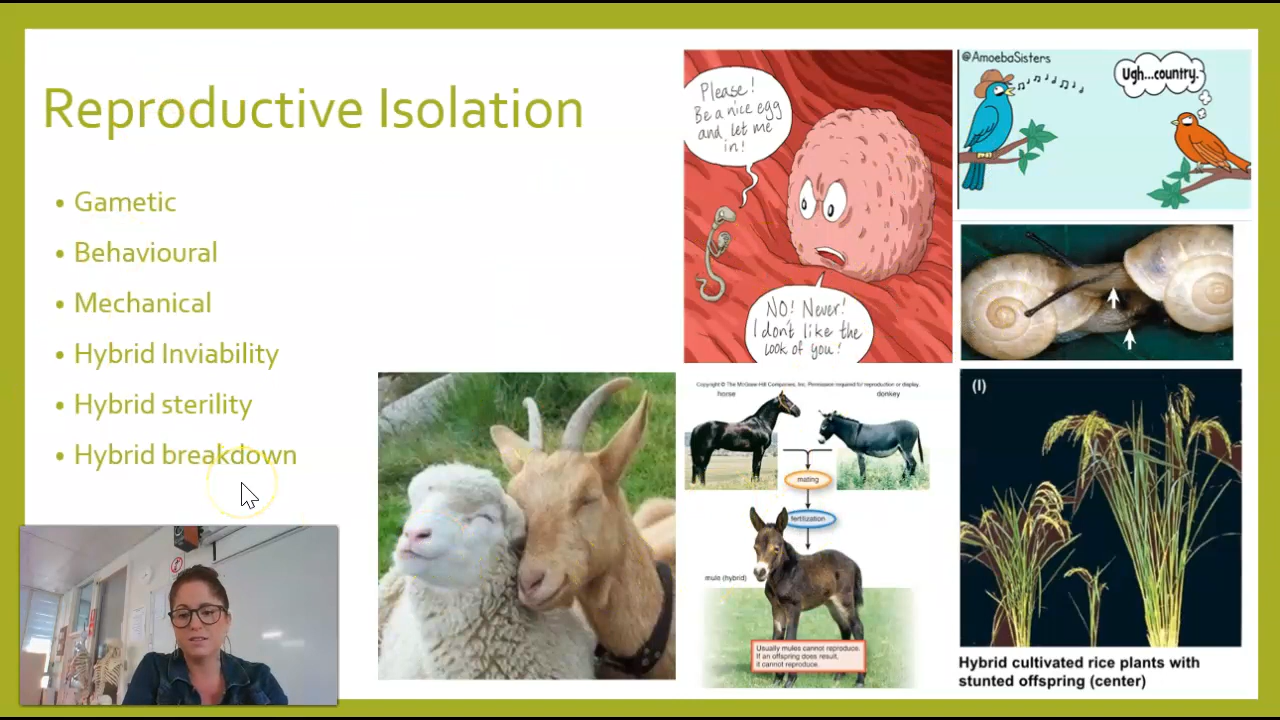 Reproductive Isolation
• Gametic
• Behavioural
• Mechanical
• Hybrid Inviability
• Hybrid sterility
• Hybrid breakdown
Please!
Be a nice egg
and let me
in!
NO! Never!
I don't like the
look of you!
@AmoebaSisters
Ugh...country.
Copyright © The McGraw-Hill Companies, Inc. Permission required for reproduction or display.
horse
donkey
mating
fertilization
mule (hybrid)
Usually mules cannot reproduce.
If an offspring does result,
it cannot reproduce.
(I)
Hybrid cultivated rice plants with
stunted offspring (center)